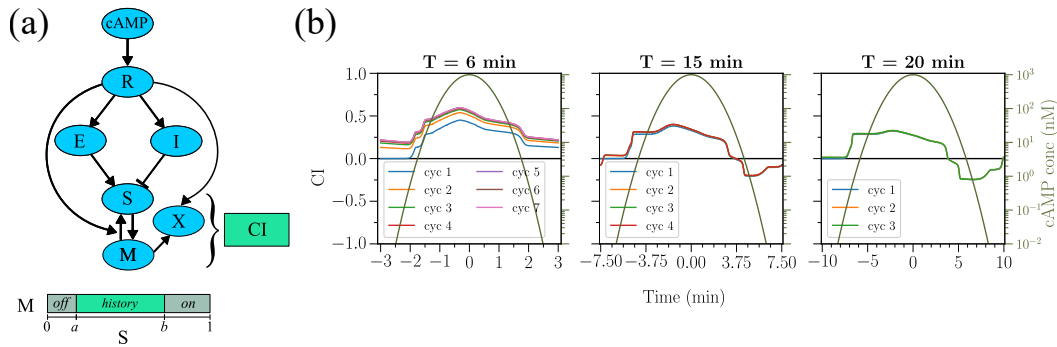 (a)
cAMP
R
E
I
S
X
M
CI
M
off
history
on
0
a
b
1
S
(b)
T = 6 min
T = 15 min
T = 20 min
CI
1.0
0.5
0.0
−0.5
−1.0
cyc 1
cyc 2
cyc 3
cyc 4
cyc 5
cyc 6
cyc 7
−3 −2 −1 0 1 2 3
cyc 1
cyc 2
cyc 3
cyc 4
−7.50 −3.75 0.00 3.75 7.50
cyc 1
cyc 2
cyc 3
−10 −5 0 5 10
10³
10²
10¹
10⁰
10⁻¹
10⁻²
cAMP conc (nM)
Time (min)